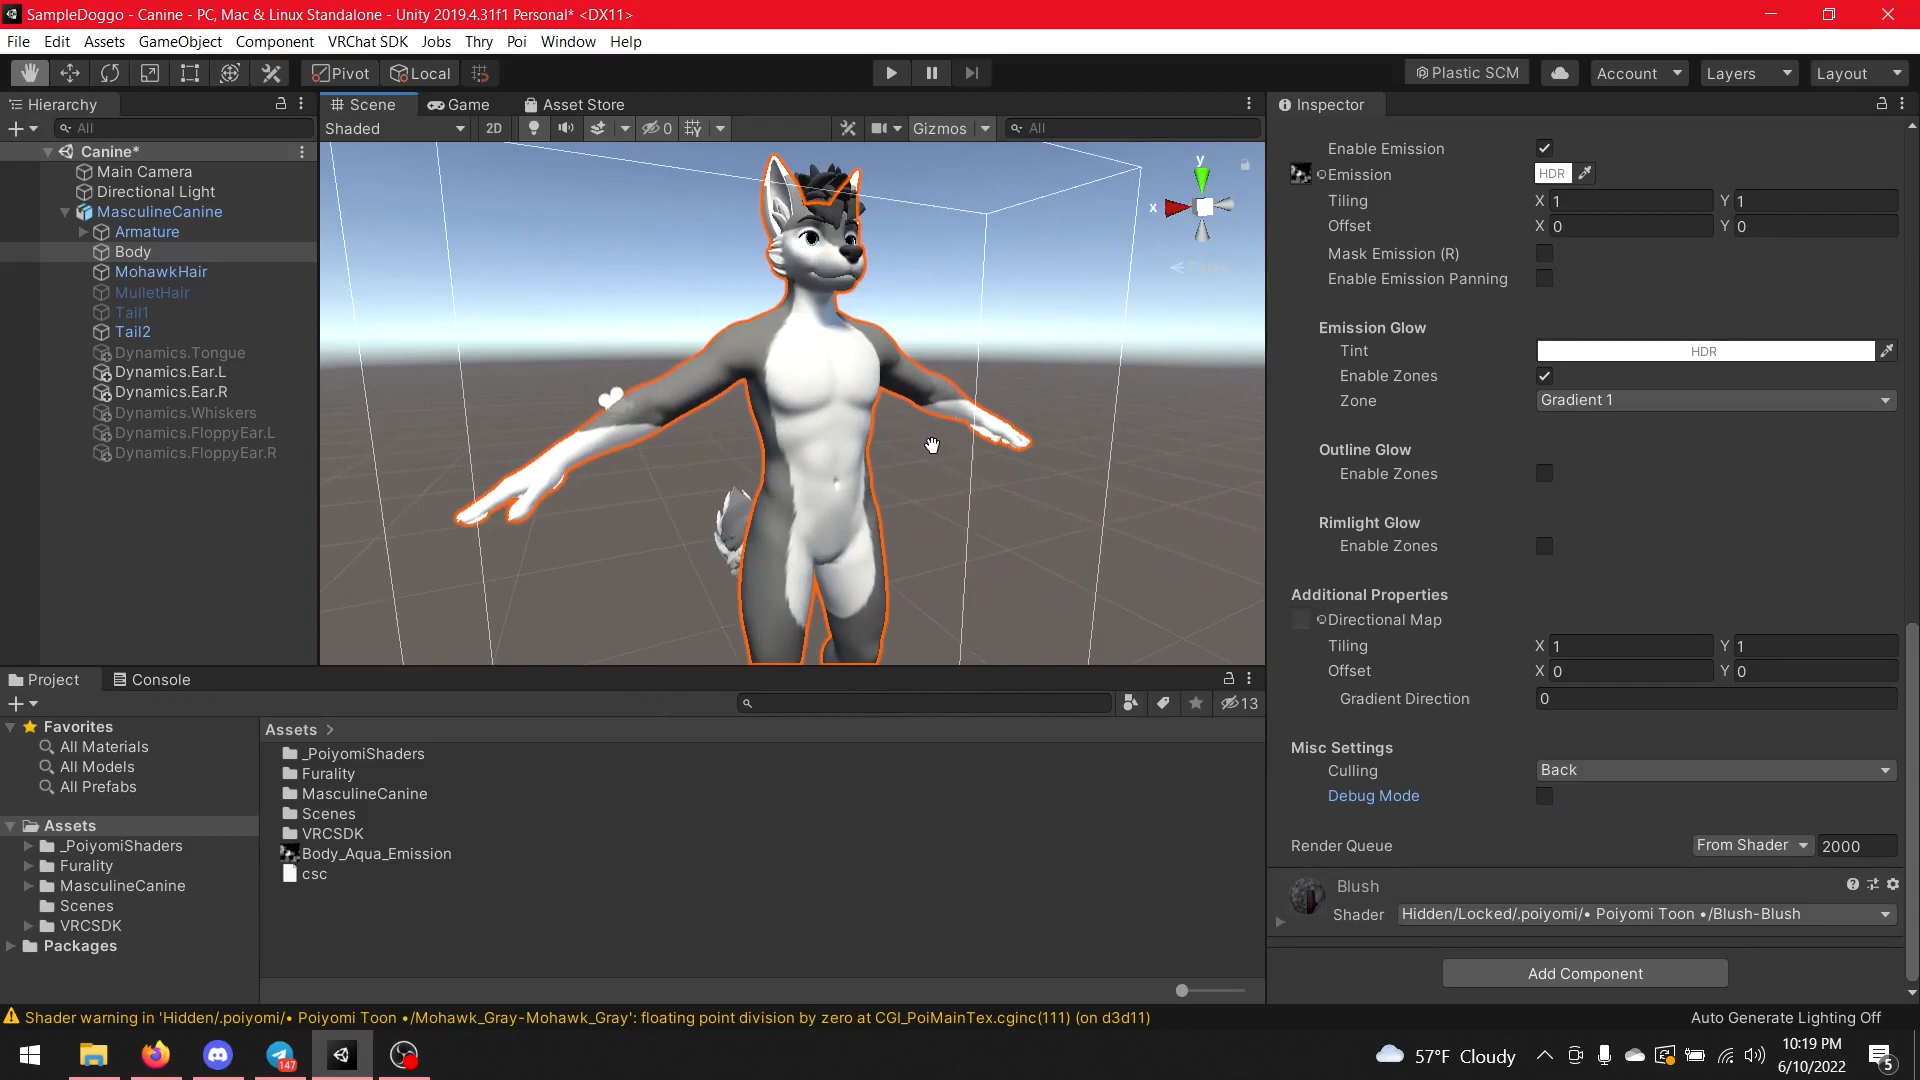 SampleDoggo - Canine - PC, Mac & Linux Standalone - Unity 2019.4.31f1 Personal* <DX11>
File Edit Assets GameObject Component VRChat SDK Jobs Thry Poi Window Help
Pivot Local Plastic SCM Account Layers Layout
Hierarchy
All
Canine*
Main Camera
Directional Light
MasculineCanine
Armature
Body
MohawkHair
MulletHair
Tail1
Tail2
Dynamics.Tongue
Dynamics.Ear.L
Dynamics.Ear.R
Dynamics.Whiskers
Dynamics.FloppyEar.L
Dynamics.FloppyEar.R
Scene Game Asset Store
Shaded 2D 0 Gizmos All
y
x
Inspector
Enable Emission
Emission HDR
Tiling X 1 Y 1
Offset X 0 Y 0
Mask Emission (R)
Enable Emission Panning
Emission Glow
Tint HDR
Enable Zones
Zone Gradient 1
Outline Glow
Enable Zones
Rimlight Glow
Enable Zones
Additional Properties
Directional Map
Tiling X 1 Y 1
Offset X 0 Y 0
Gradient Direction 0
Misc Settings
Culling Back
Debug Mode
Render Queue From Shader 2000
Blush
Shader Hidden/Locked/.poiyomi/• Poiyomi Toon •/Blush-Blush
Add Component
Project Console
13
Favorites
All Materials
All Models
All Prefabs
Assets
_PoiyomiShaders
Furality
MasculineCanine
Scenes
VRCSDK
Packages
Assets >
_PoiyomiShaders
Furality
MasculineCanine
Scenes
VRCSDK
Body_Aqua_Emission
csc
Shader warning in 'Hidden/.poiyomi/• Poiyomi Toon •/Mohawk_Gray-Mohawk_Gray': floating point division by zero at CGI_PoiMainTex.cginc(111) (on d3d11)
Auto Generate Lighting Off
147
57°F Cloudy
10:19 PM
6/10/2022
5